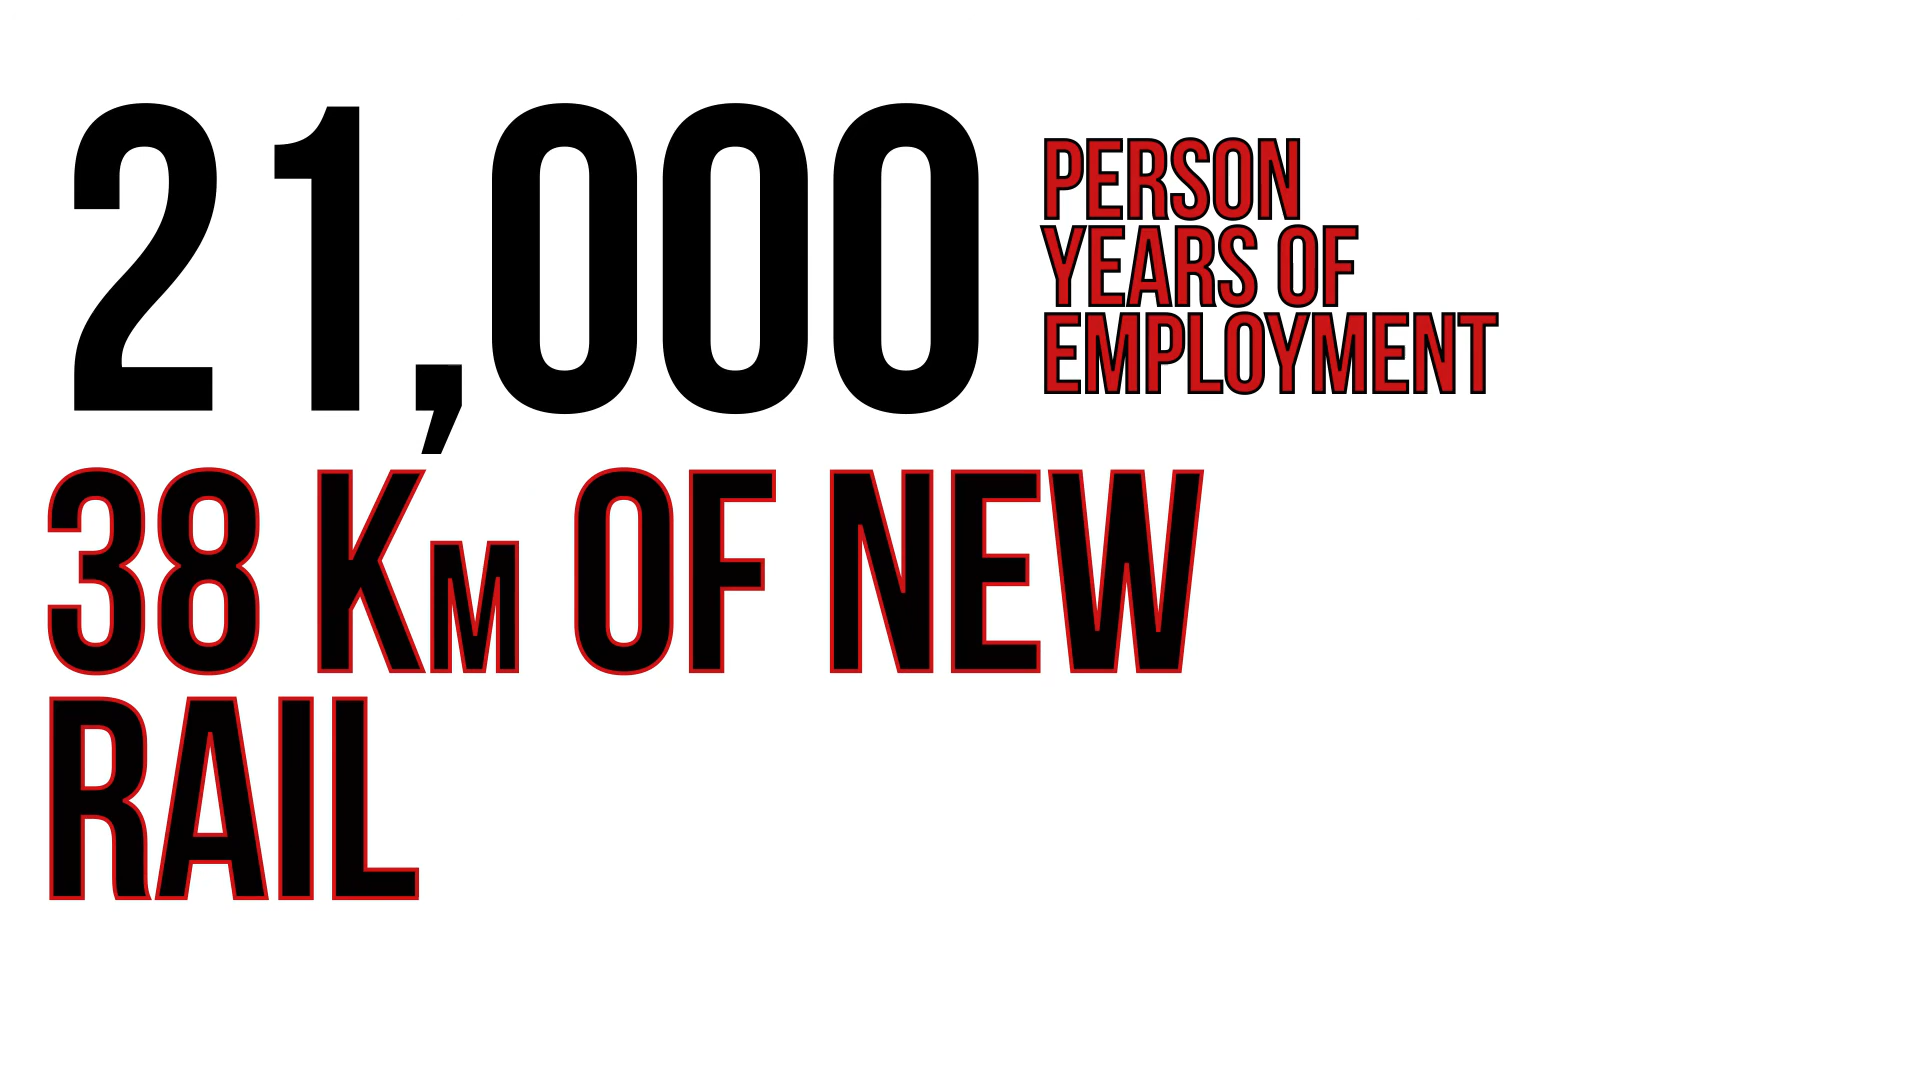 21,000
PERSON
YEARS OF
EMPLOYMENT
38 KM OF NEW
RAIL